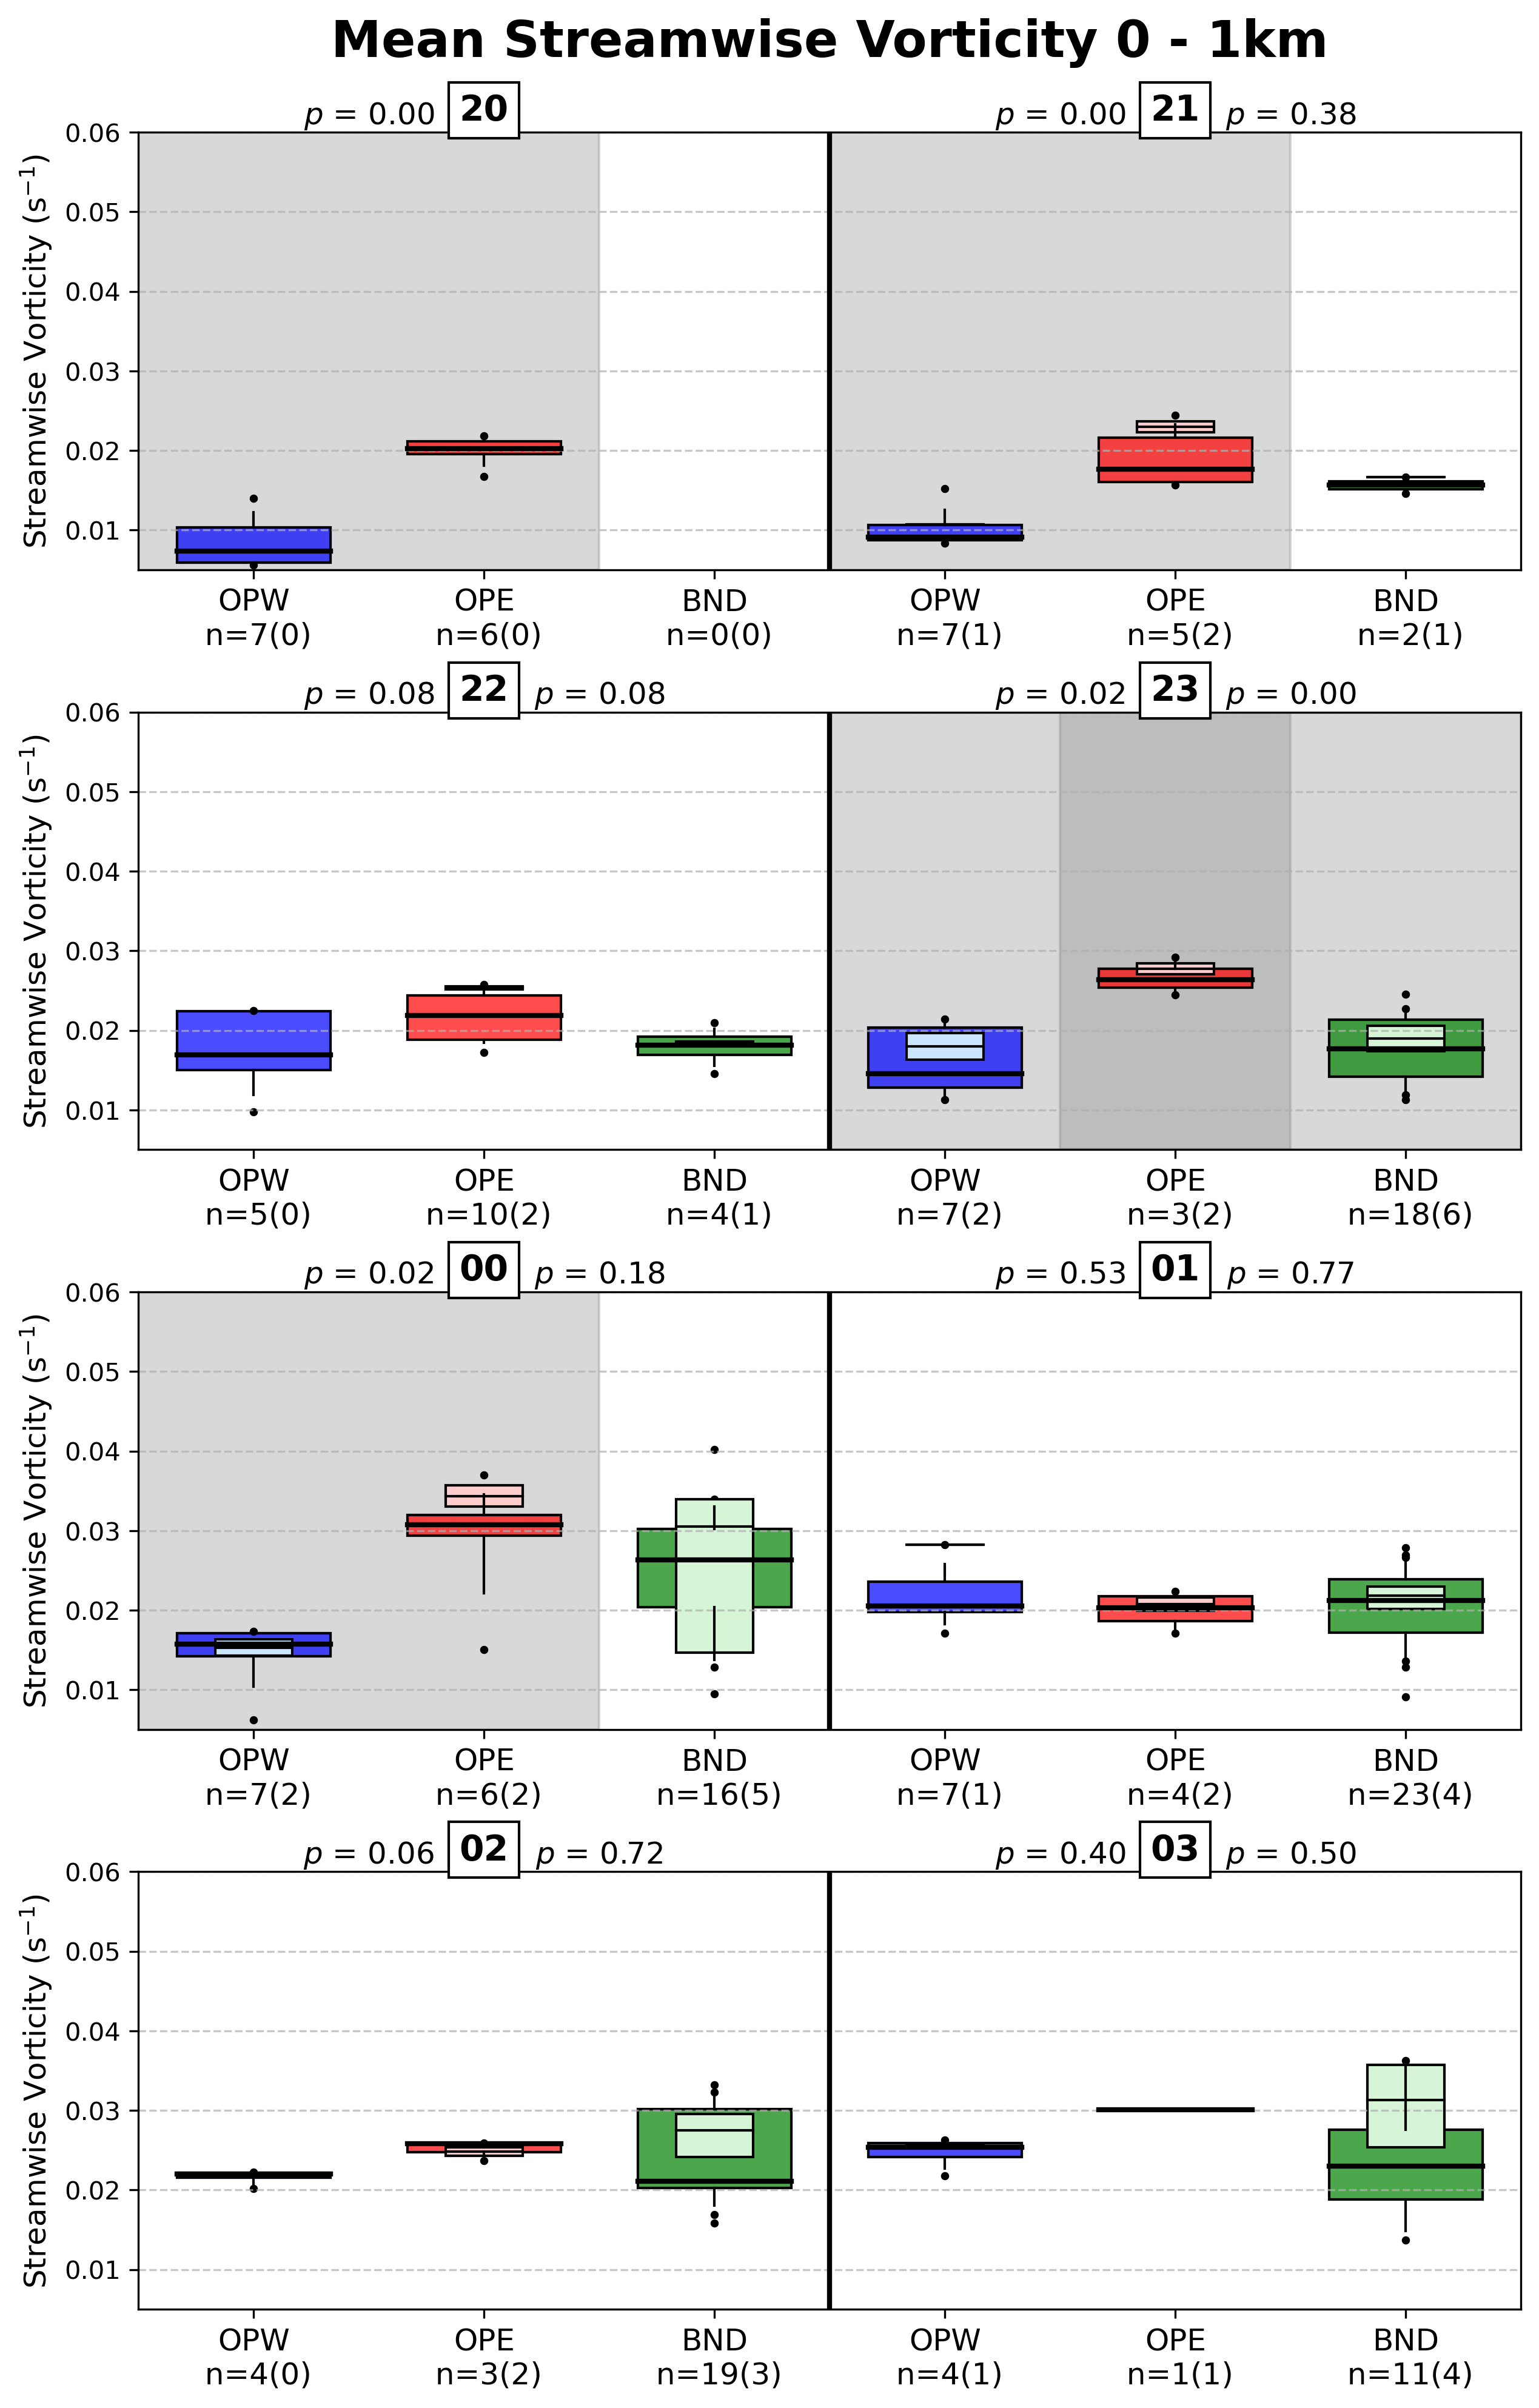 Mean Streamwise Vorticity 0 - 1km
p = 0.00 20
p = 0.00 21 p = 0.38
Streamwise Vorticity (s⁻¹)
0.06
0.05
0.04
0.03
0.02
0.01
OPW OPE BND OPW OPE BND
n=7(0) n=6(0) n=0(0) n=7(1) n=5(2) n=2(1)
p = 0.08 22 p = 0.08
p = 0.02 23 p = 0.00
Streamwise Vorticity (s⁻¹)
0.06
0.05
0.04
0.03
0.02
0.01
OPW OPE BND OPW OPE BND
n=5(0) n=10(2) n=4(1) n=7(2) n=3(2) n=18(6)
p = 0.02 00 p = 0.18
p = 0.53 01 p = 0.77
Streamwise Vorticity (s⁻¹)
0.06
0.05
0.04
0.03
0.02
0.01
OPW OPE BND OPW OPE BND
n=7(2) n=6(2) n=16(5) n=7(1) n=4(2) n=23(4)
p = 0.06 02 p = 0.72
p = 0.40 03 p = 0.50
Streamwise Vorticity (s⁻¹)
0.06
0.05
0.04
0.03
0.02
0.01
OPW OPE BND OPW OPE BND
n=4(0) n=3(2) n=19(3) n=4(1) n=1(1) n=11(4)